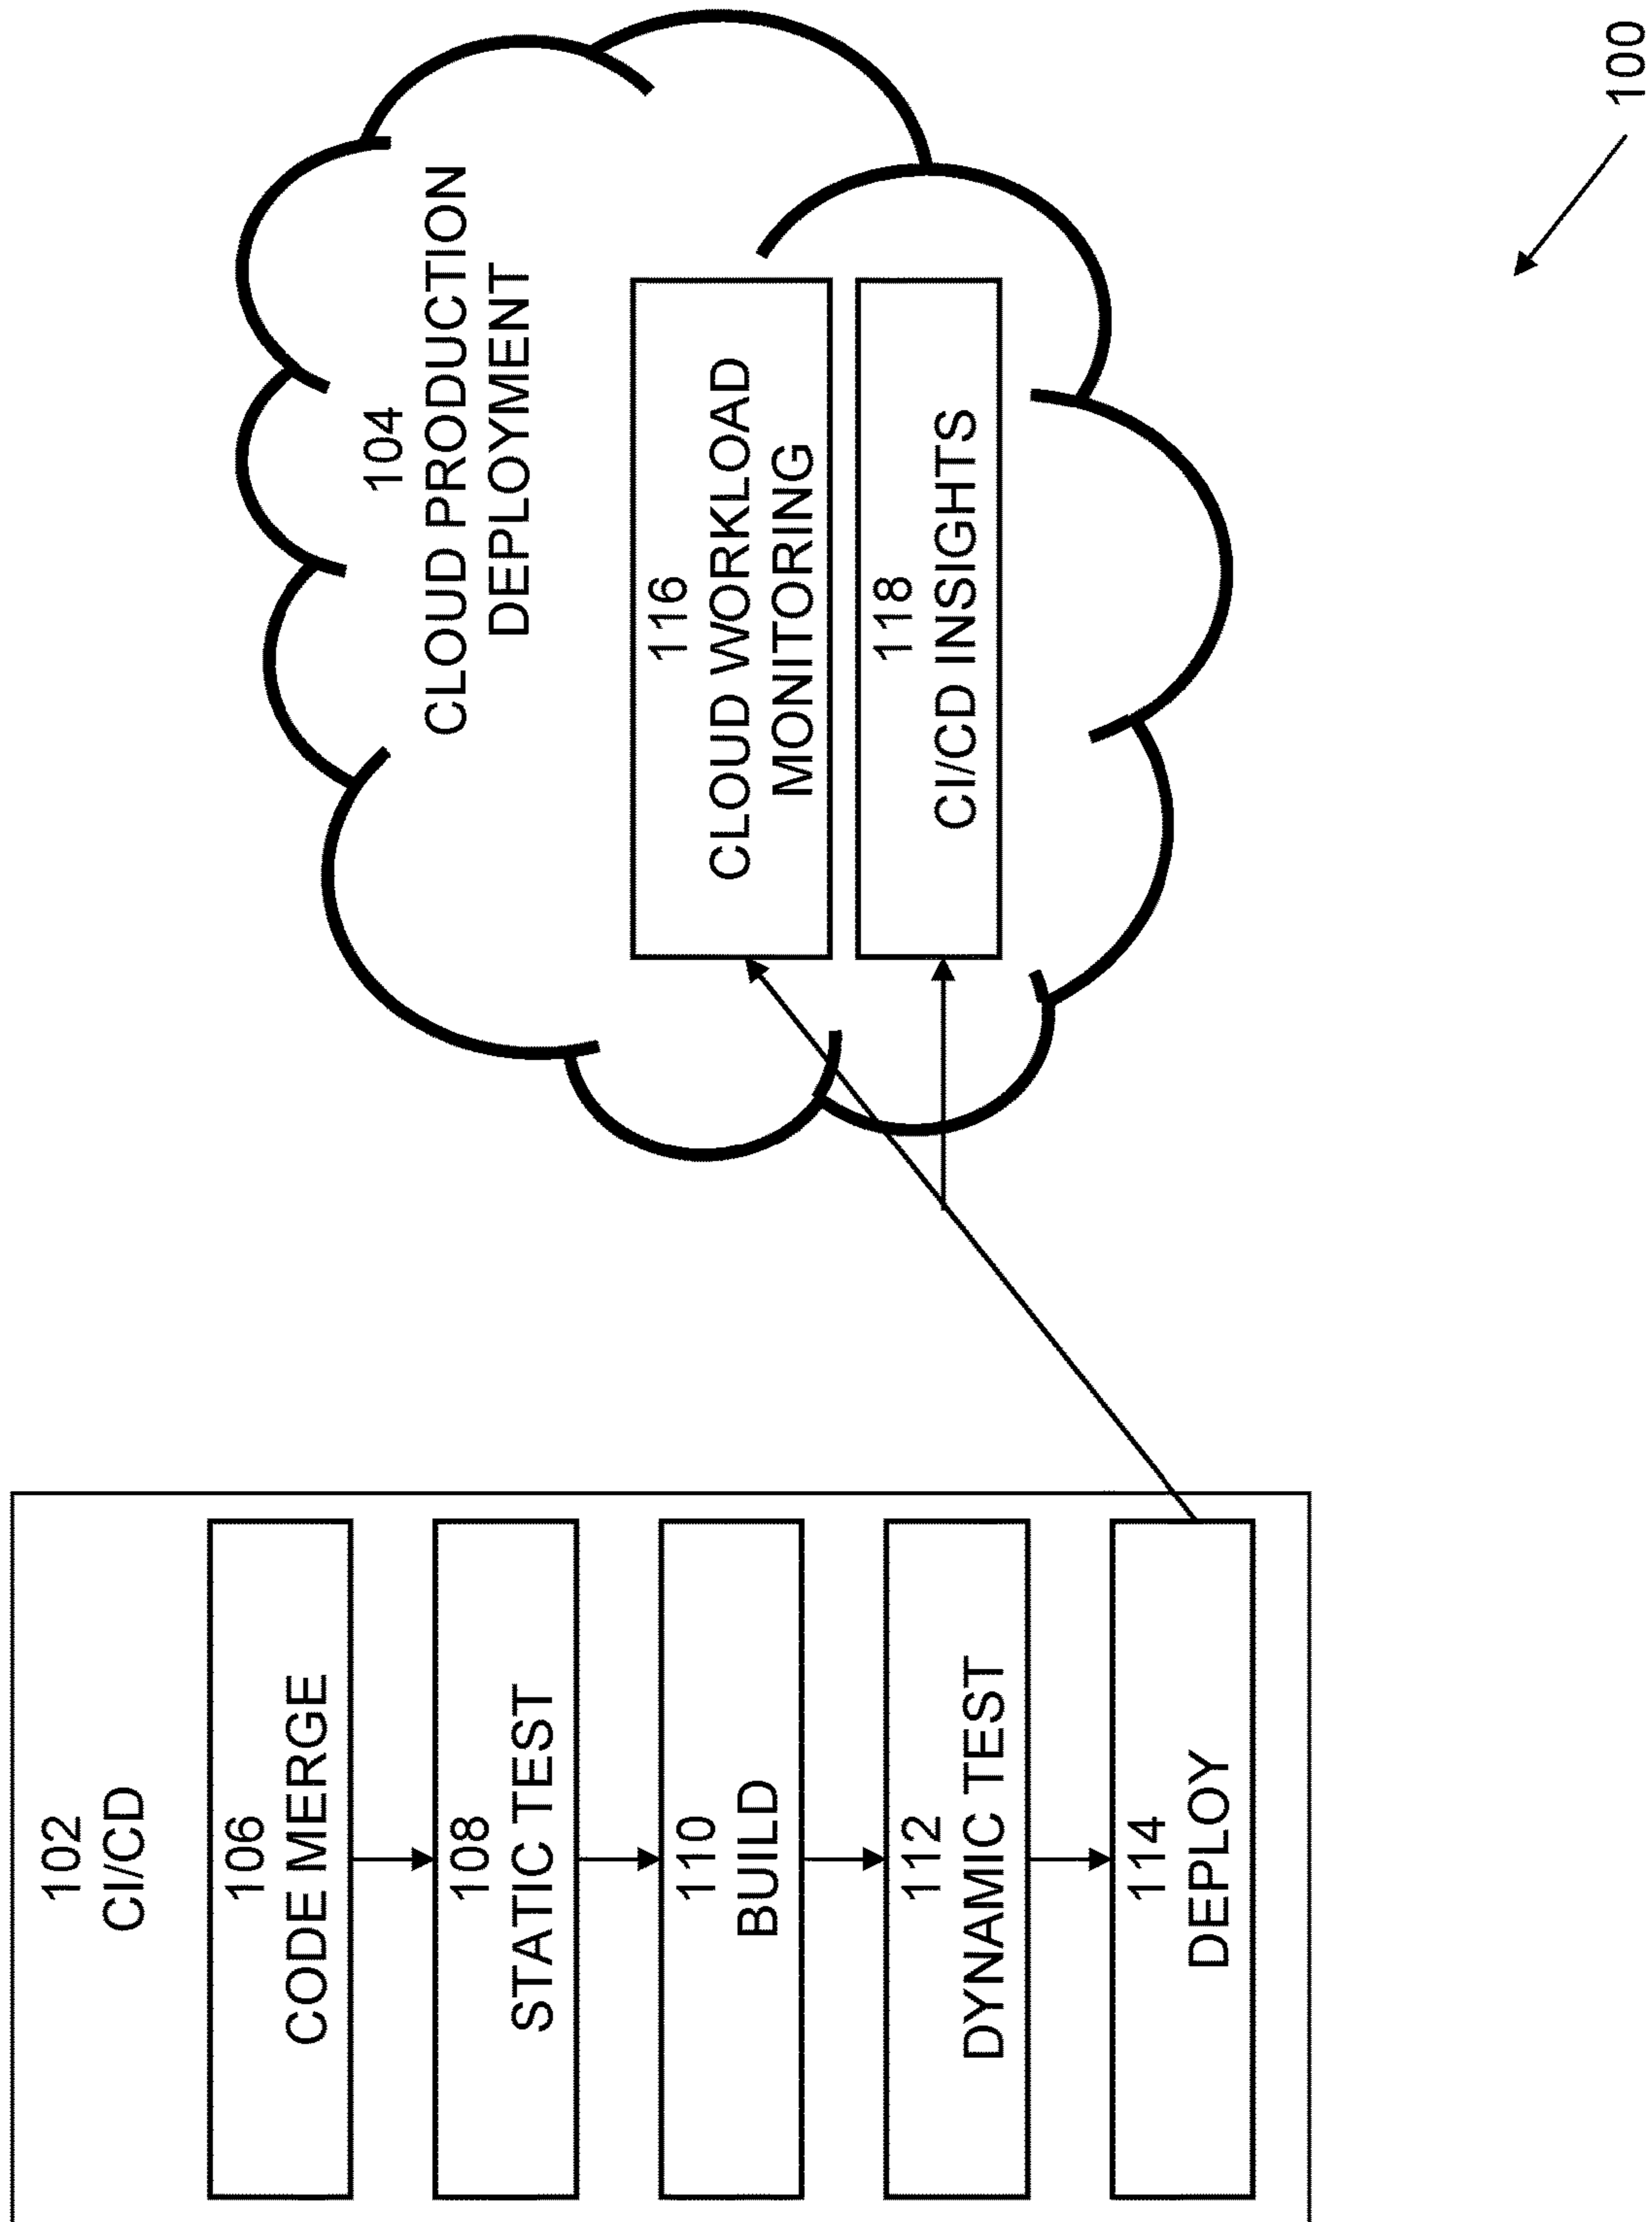 102
CI/CD
106
CODE MERGE
108
STATIC TEST
110
BUILD
112
DYNAMIC TEST
114
DEPLOY
104
CLOUD PRODUCTION
DEPLOYMENT
116
CLOUD WORKLOAD
MONITORING
118
CI/CD INSIGHTS
100